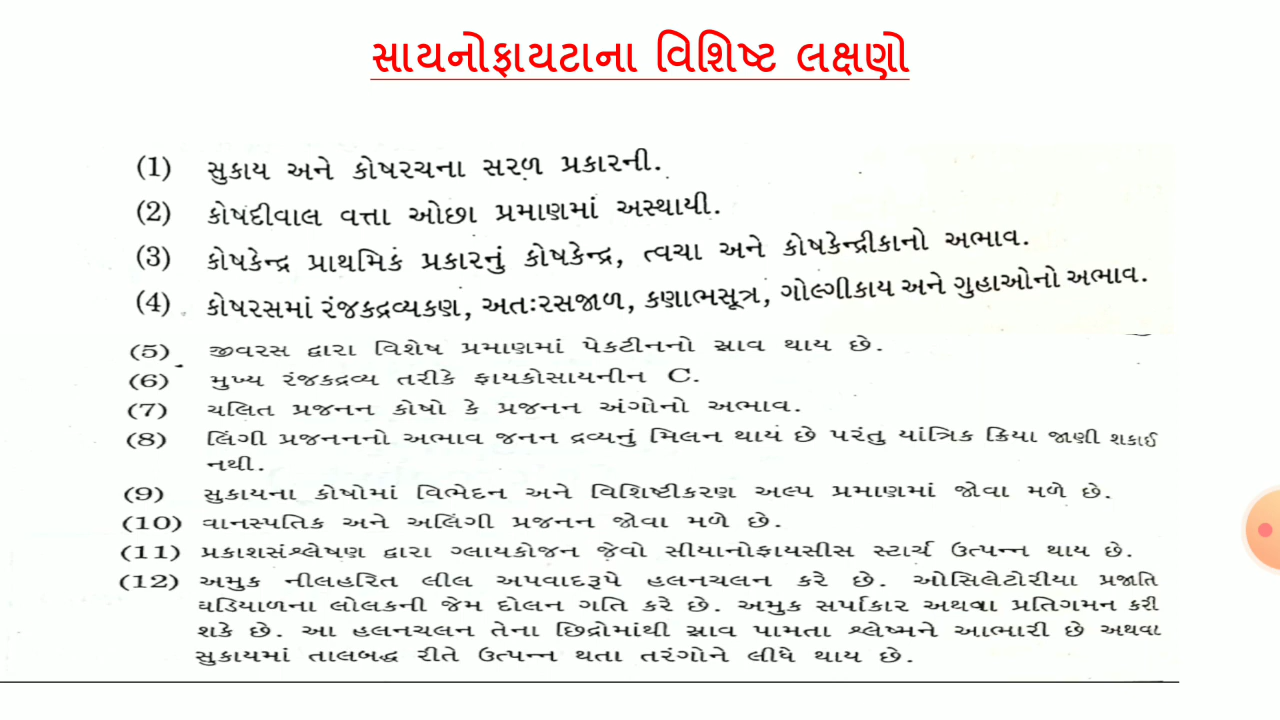 સાયનોફાયટાના વિશિષ્ટ લક્ષણો
(1) સુકાય અને કોષરચના સરળ પ્રકારની.
(2) કોષદીવાલ વત્તા ઓછા પ્રમાણમાં અસ્થાયી.
(3) કોષકેન્દ્ર પ્રાથમિક પ્રકારનું કોષકેન્દ્ર, ત્વચા અને કોષકેન્દ્રીકાનો અભાવ.
(4) કોષરસમાં રંજકદ્રવ્યકણ, અતઃરસજાળ, કણાભસૂત્ર, ગોલ્ગીકાય અને ગુહાઓનો અભાવ.
(5) જીવરસ દ્વારા વિશેષ પ્રમાણમાં પેકટીનનો સ્રાવ થાય છે.
(6) મુખ્ય રંજકદ્રવ્ય તરીકે ફાયકોસાયનીન C.
(7) ચલિત પ્રજનન કોષો કે પ્રજનન અંગોનો અભાવ.
(8) લિંગી પ્રજનનનો અભાવ જનન દ્રવ્યનું મિલન થાય છે પરંતુ યાંત્રિક ક્રિયા જાણી શકાઈ
નથી.
(9) સુકાયના કોષોમાં વિભેદન અને વિશિષ્ટીકરણ અલ્પ પ્રમાણમાં જોવા મળે છે.
(10) વાનસ્પતિક અને અલિંગી પ્રજનન જોવા મળે છે.
(11) પ્રકાશસંશ્લેષણ દ્વારા ગ્લાયકોજન જેવો સીયાનોફાયસીસ સ્ટાર્ચ ઉત્પન્ન થાય છે.
(12) અમુક નીલહરિત લીલ અપવાદરૂપે હલનચલન કરે છે. ઓસિલેટોરીયા પ્રજાતિ
ઘડિયાળના લોલકની જેમ દોલન ગતિ કરે છે. અમુક સર્પાકાર અથવા પ્રતિગમન કરી
શકે છે. આ હલનચલન તેના છિદ્રોમાંથી સ્રાવ પામતા શ્લેષ્મને આભારી છે અથવા
સુકાયમાં તાલબદ્ધ રીતે ઉત્પન્ન થતા તરંગોને લીધે થાય છે.